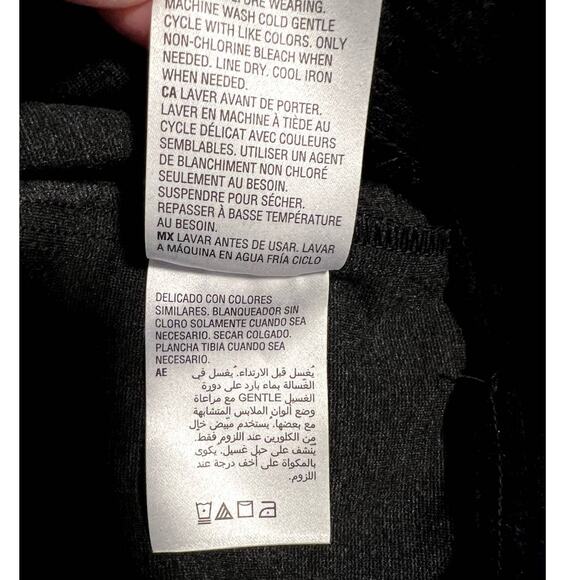 BEFORE WEARING.
MACHINE WASH COLD GENTLE
CYCLE WITH LIKE COLORS. ONLY
NON-CHLORINE BLEACH WHEN
NEEDED. LINE DRY. COOL IRON
WHEN NEEDED.
CA LAVER AVANT DE PORTER.
LAVER EN MACHINE À TIÈDE AU
CYCLE DÉLICAT AVEC COULEURS
SEMBLABLES. UTILISER UN AGENT
DE BLANCHIMENT NON CHLORÉ
SEULEMENT AU BESOIN.
SUSPENDRE POUR SÉCHER.
REPASSER À BASSE TEMPÉRATURE
AU BESOIN.
MX LAVAR ANTES DE USAR. LAVAR
A MÁQUINA EN AGUA FRÍA CICLO
DELICADO CON COLORES
SIMILARES. BLANQUEADOR SIN
CLORO SOLAMENTE CUANDO SEA
NECESARIO. SECAR COLGADO.
PLANCHA TIBIA CUANDO SEA
NECESARIO.
AE يُغسل قبل الارتداء. يُغسل في
الغسالة بماء بارد على دورة
الغسيل GENTLE مع مراعاة
وضع ألوان الملابس المتشابهة
مع بعضها. يُستخدم مبيّض خالٍ
من الكلورين عند اللزوم فقط.
يُنشف على حبل غسيل. يُكوى
بالمكواة على أخف درجة عند
اللزوم.